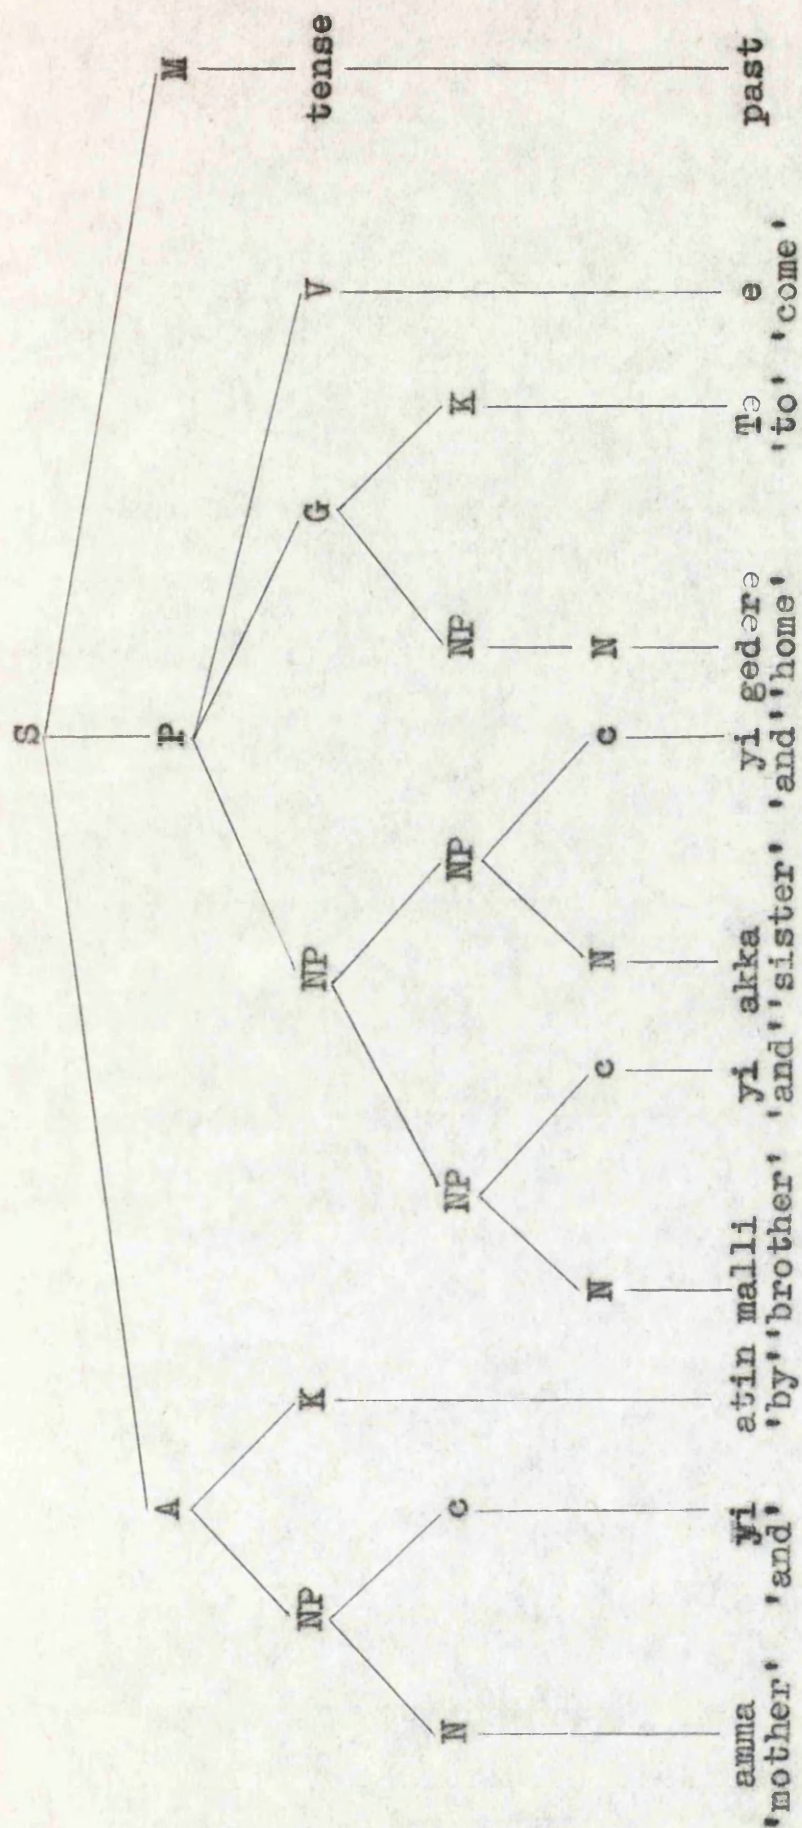 S
A P M
NP K NP G V tense
N c NP NP NP K
N c N c N
amma yi atin malli yi akka yi gedərə Tə e past
'mother' 'and' 'by' 'brother' 'and' 'sister' 'and' 'home' 'to' 'come'